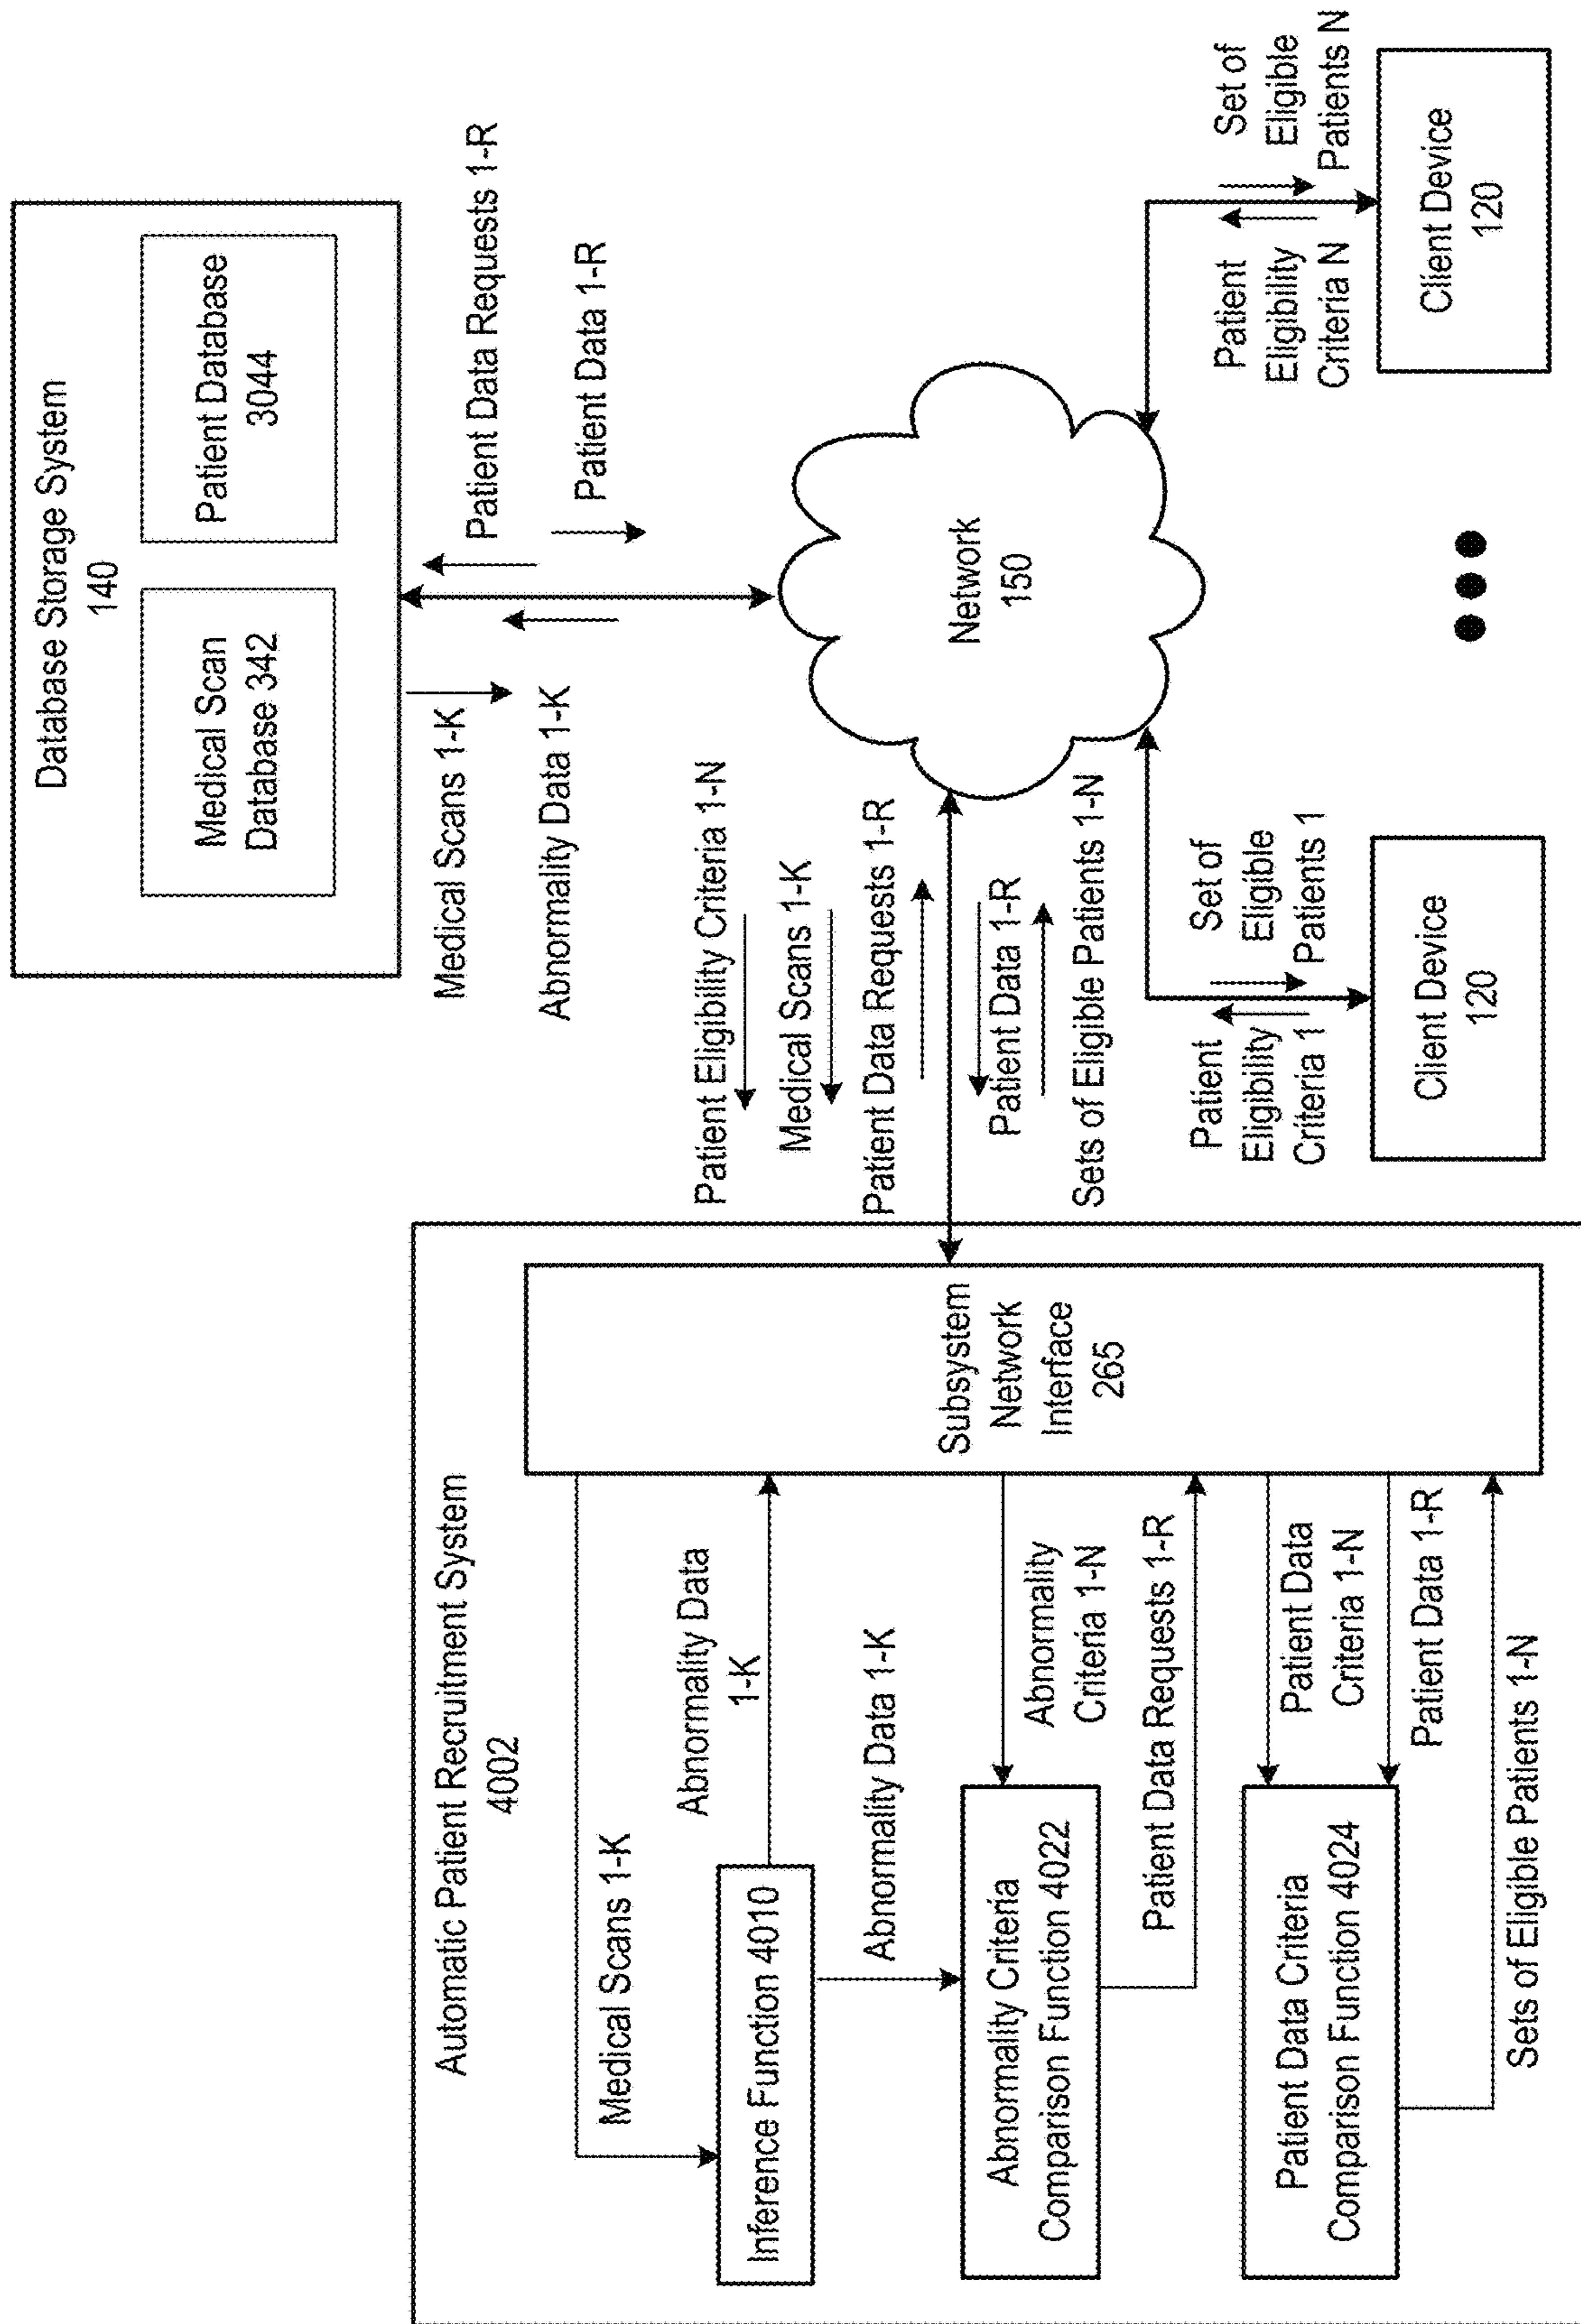 Database Storage System
140
Medical Scan
Database 342
Patient Database
3044
Medical Scans 1-K
Abnormality Data 1-K
Patient Data Requests 1-R
Patient Data 1-R
Automatic Patient Recruitment System
4002
Medical Scans 1-K
Abnormality Data
1-K
Inference Function 4010
Abnormality Data 1-K
Abnormality
Criteria 1-N
Abnormality Criteria
Comparison Function 4022
Patient Data Requests 1-R
Patient Data
Criteria 1-N
Patient Data Criteria
Comparison Function 4024
Patient Data 1-R
Sets of Eligible Patients 1-N
Subsystem
Network
Interface
265
Patient Eligibility Criteria 1-N
Medical Scans 1-K
Patient Data Requests 1-R
Patient Data 1-R
Sets of Eligible Patients 1-N
Network
150
Patient
Eligibility
Criteria 1
Set of
Eligible
Patients 1
Client Device
120
Patient
Eligibility
Criteria N
Set of
Eligible
Patients N
Client Device
120